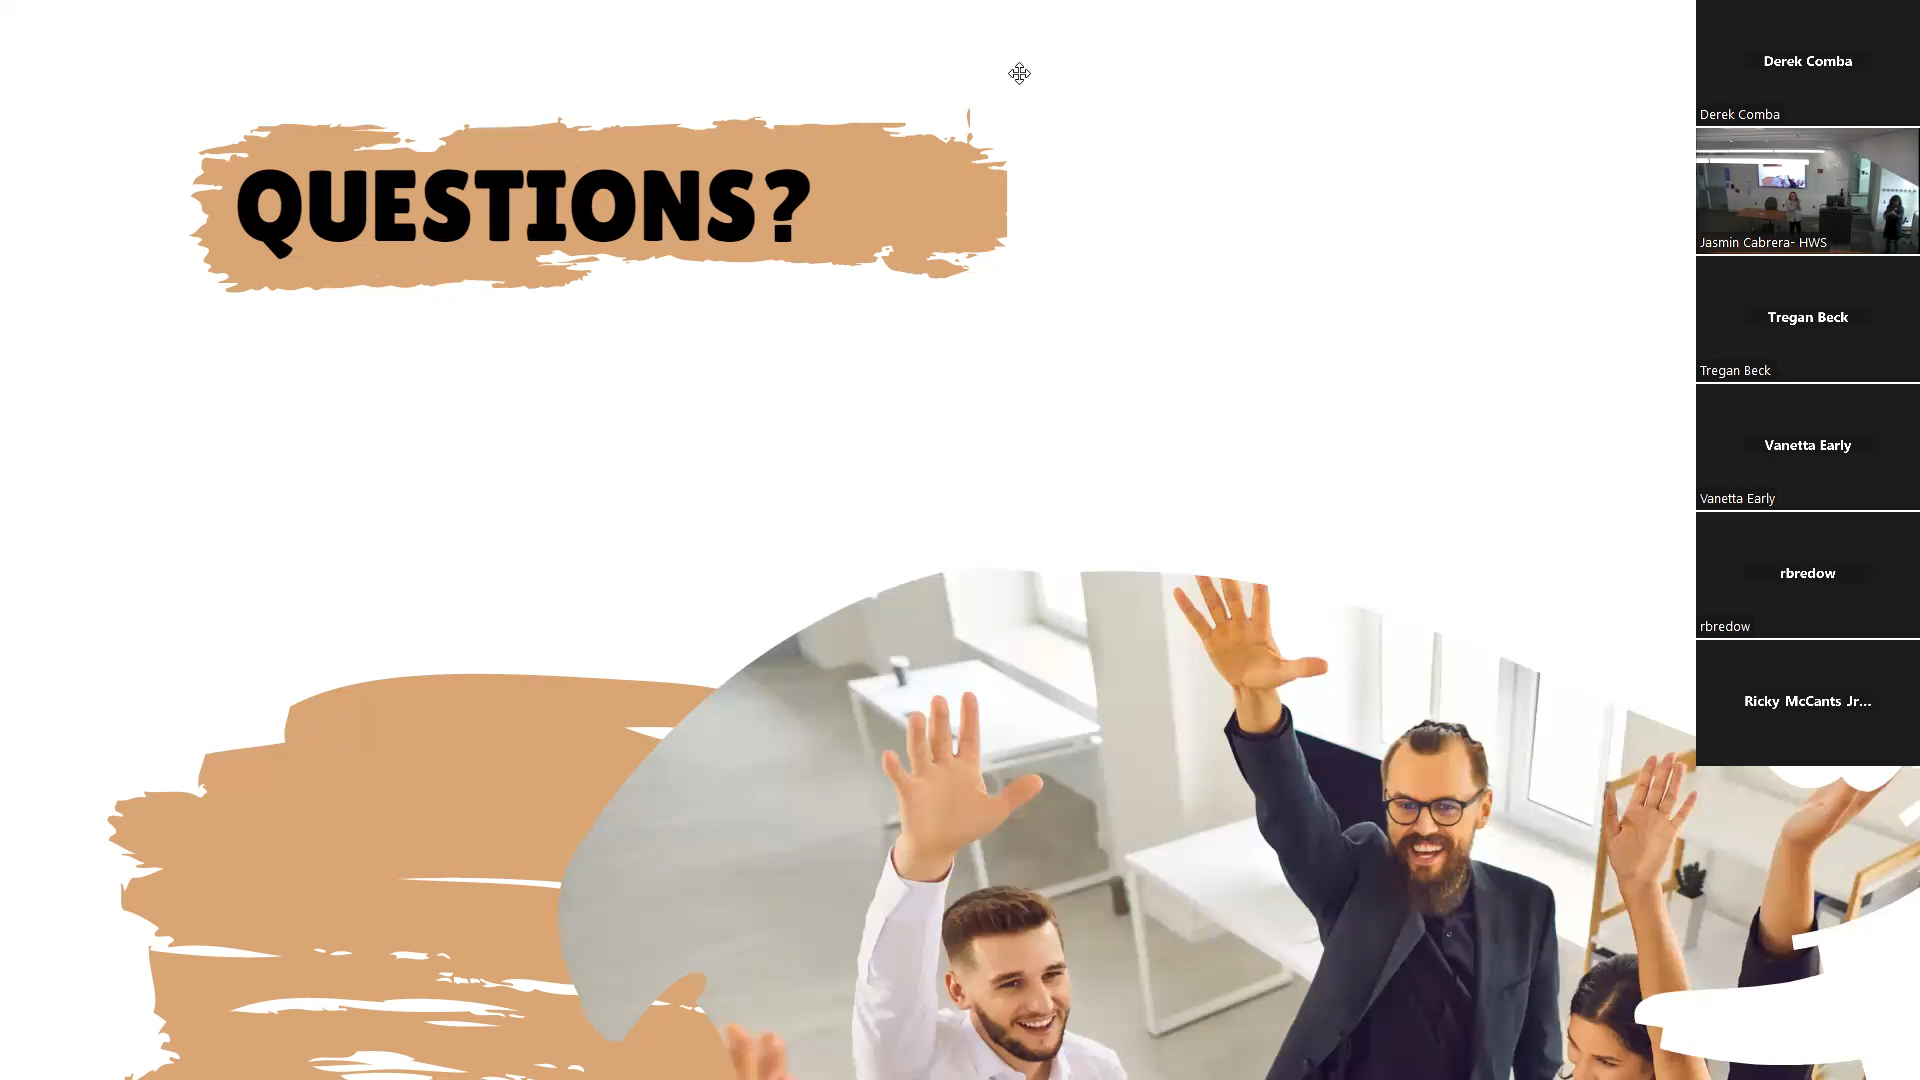 QUESTIONS?
Derek Comba
Derek Comba
Jasmin Cabrera- HWS
Tregan Beck
Tregan Beck
Vanetta Early
Vanetta Early
rbredow
rbredow
Ricky McCants Jr...